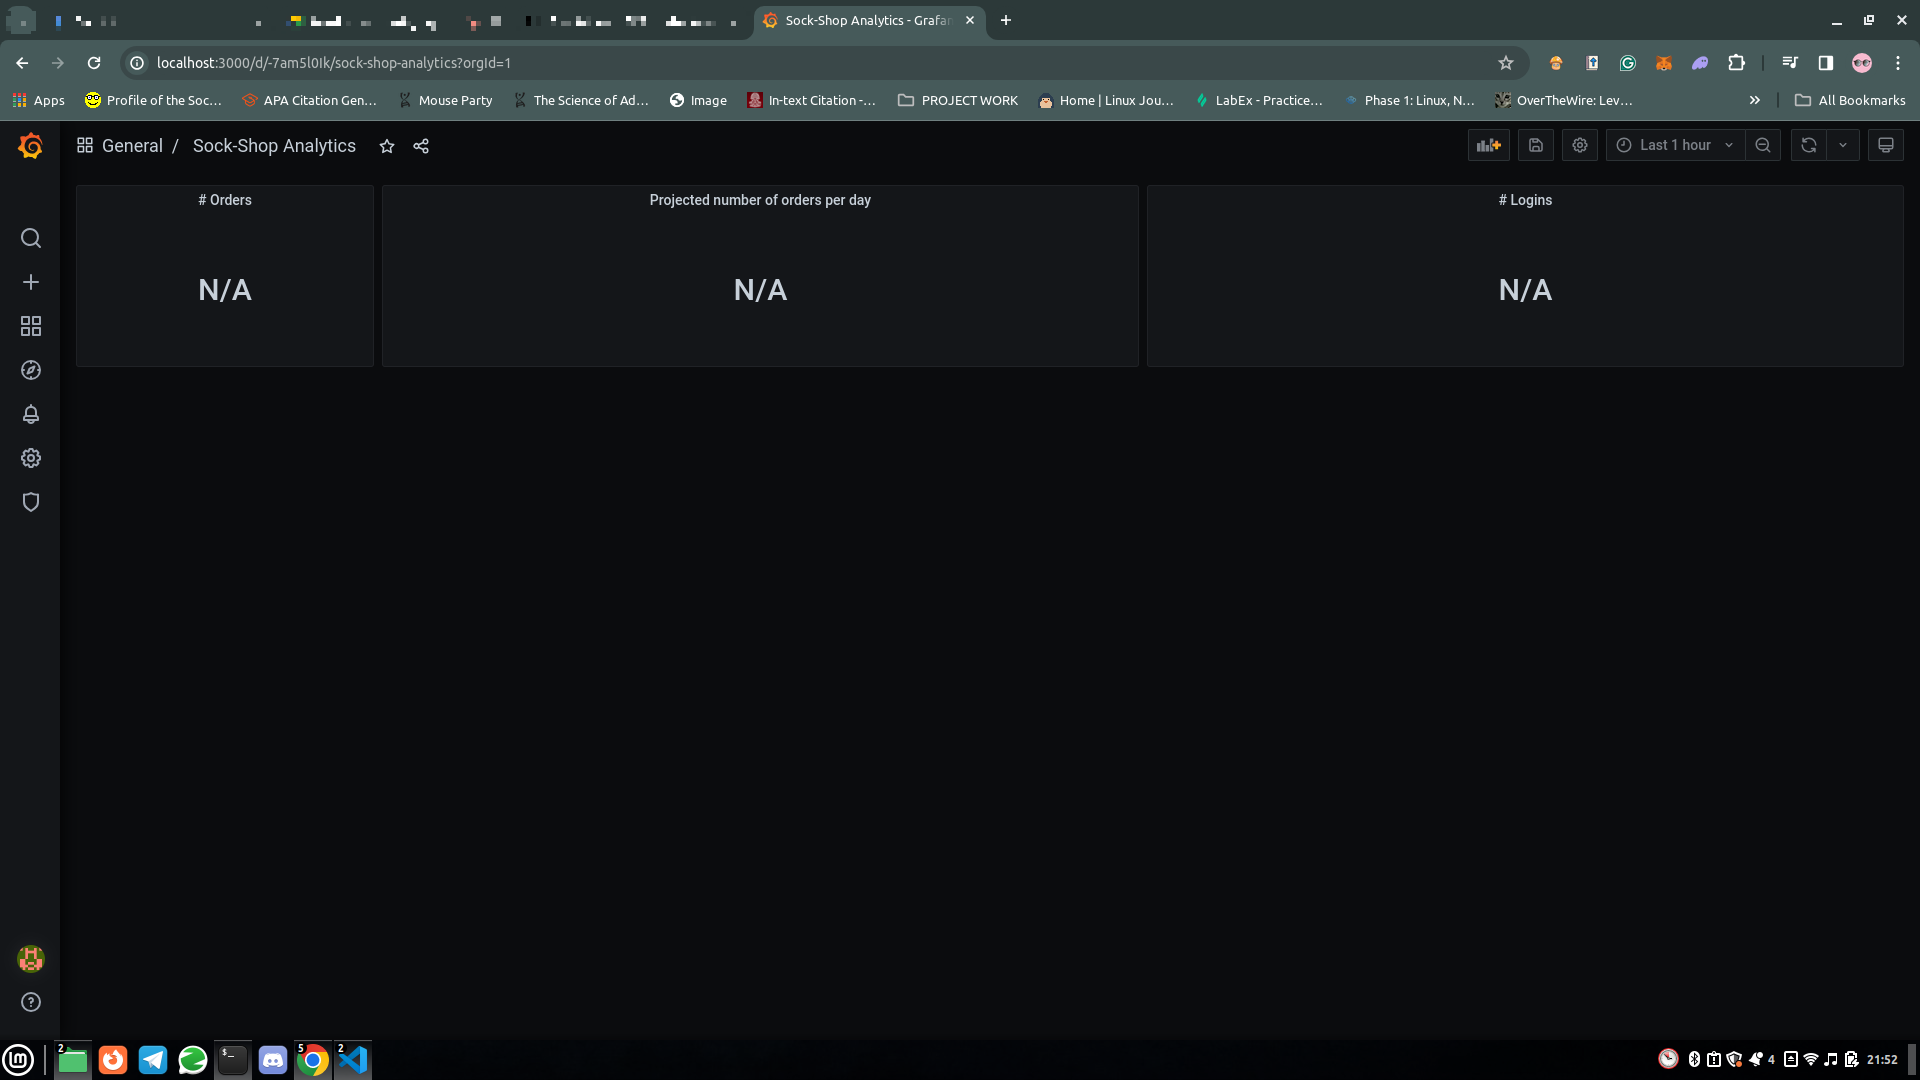 Sock-Shop Analytics - Grafan
localhost:3000/d/-7am5l0Ik/sock-shop-analytics?orgId=1
Apps
Profile of the Soc...
APA Citation Gen...
Mouse Party
The Science of Ad...
Image
In-text Citation -...
PROJECT WORK
Home | Linux Jou...
LabEx - Practice...
Phase 1: Linux, N...
OverTheWire: Lev...
All Bookmarks
General / Sock-Shop Analytics
Last 1 hour
# Orders
N/A
Projected number of orders per day
N/A
# Logins
N/A
2
5
2
4
21:52